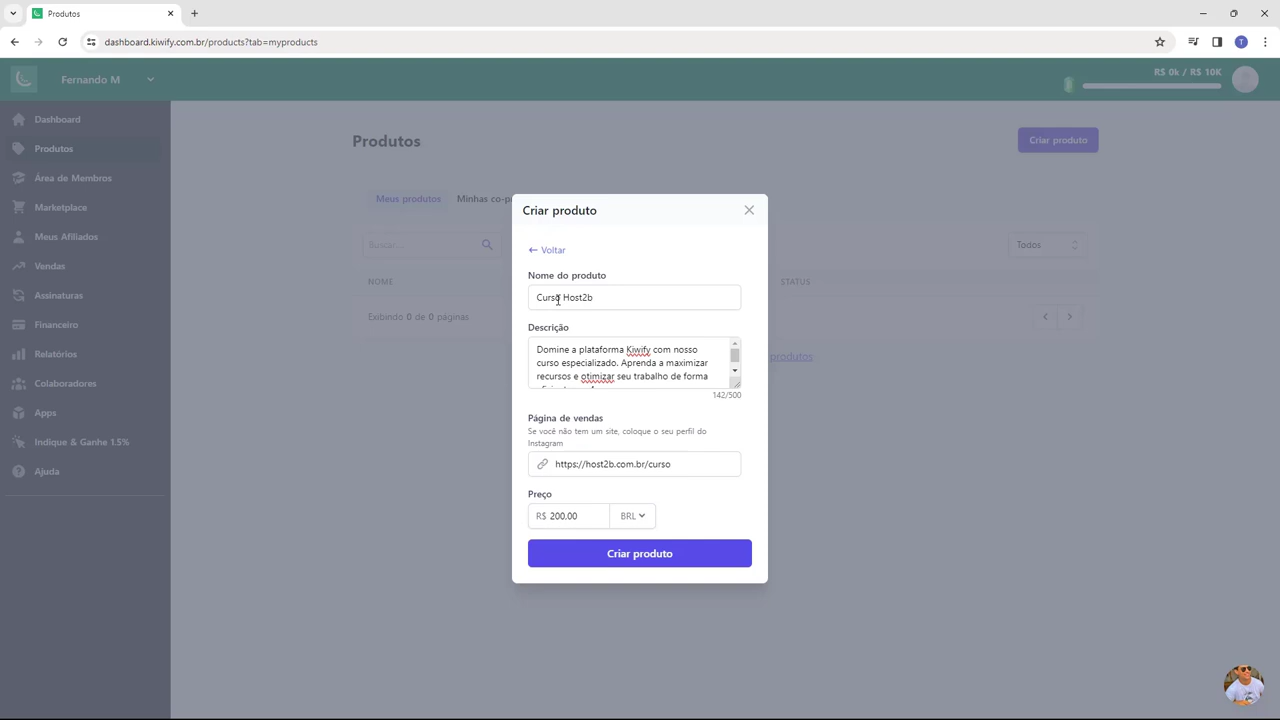 Produtos
dashboard.kiwify.com.br/products?tab=myproducts
T
Fernando M
R$ 0k / R$ 10K
Dashboard
Produtos
Área de Membros
Marketplace
Meus Afiliados
Vendas
Assinaturas
Financeiro
Relatórios
Colaboradores
Apps
Indique & Ganhe 1.5%
Ajuda
Produtos
Criar produto
Meus produtos
Buscar...
Todos
NOME
STATUS
Exibindo 0 de 0 páginas
produtos
Criar produto
← Voltar
Nome do produto
Curso Host2b
Descrição
Domine a plataforma Kiwify com nosso
curso especializado. Aprenda a maximizar
recursos e otimizar seu trabalho de forma
142/500
Página de vendas
Se você não tem um site, coloque o seu perfil do
Instagram
https://host2b.com.br/curso
Preço
R$ 200,00
BRL
Criar produto